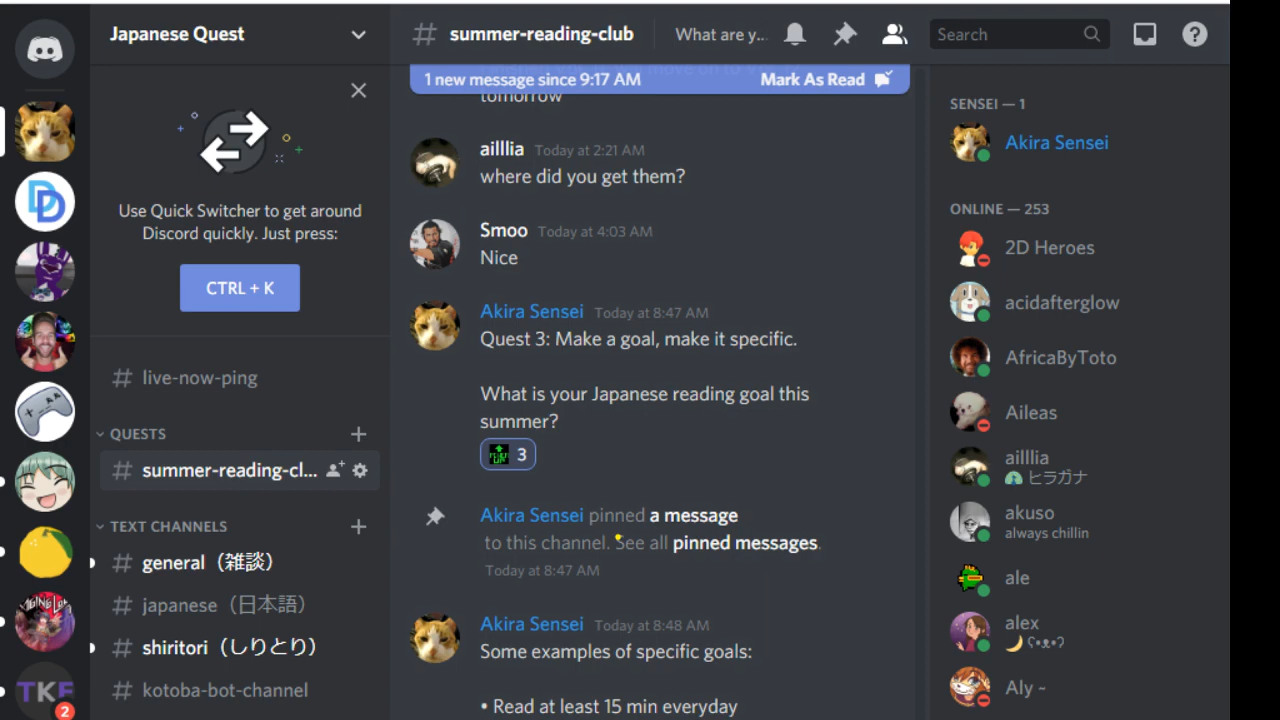 Japanese Quest
Use Quick Switcher to get around
Discord quickly. Just press:
CTRL + K
# live-now-ping
QUESTS
# summer-reading-cl...
TEXT CHANNELS
# general（雑談）
# japanese（日本語）
# shiritori（しりとり）
# kotoba-bot-channel
TKF
2
# summer-reading-club
What are y...
Search
1 new message since 9:17 AM
Mark As Read
tomorrow
ailllia Today at 2:21 AM
where did you get them?
Smoo Today at 4:03 AM
Nice
Akira Sensei Today at 8:47 AM
Quest 3: Make a goal, make it specific.
What is your Japanese reading goal this
summer?
3
Akira Sensei pinned a message
to this channel. See all pinned messages.
Today at 8:47 AM
Akira Sensei Today at 8:48 AM
Some examples of specific goals:
• Read at least 15 min everyday
SENSEI — 1
Akira Sensei
ONLINE — 253
2D Heroes
acidafterglow
AfricaByToto
Aileas
ailllia
ヒラガナ
akuso
always chillin
ale
alex
ʕ•ᴥ•ʔ
Aly ~